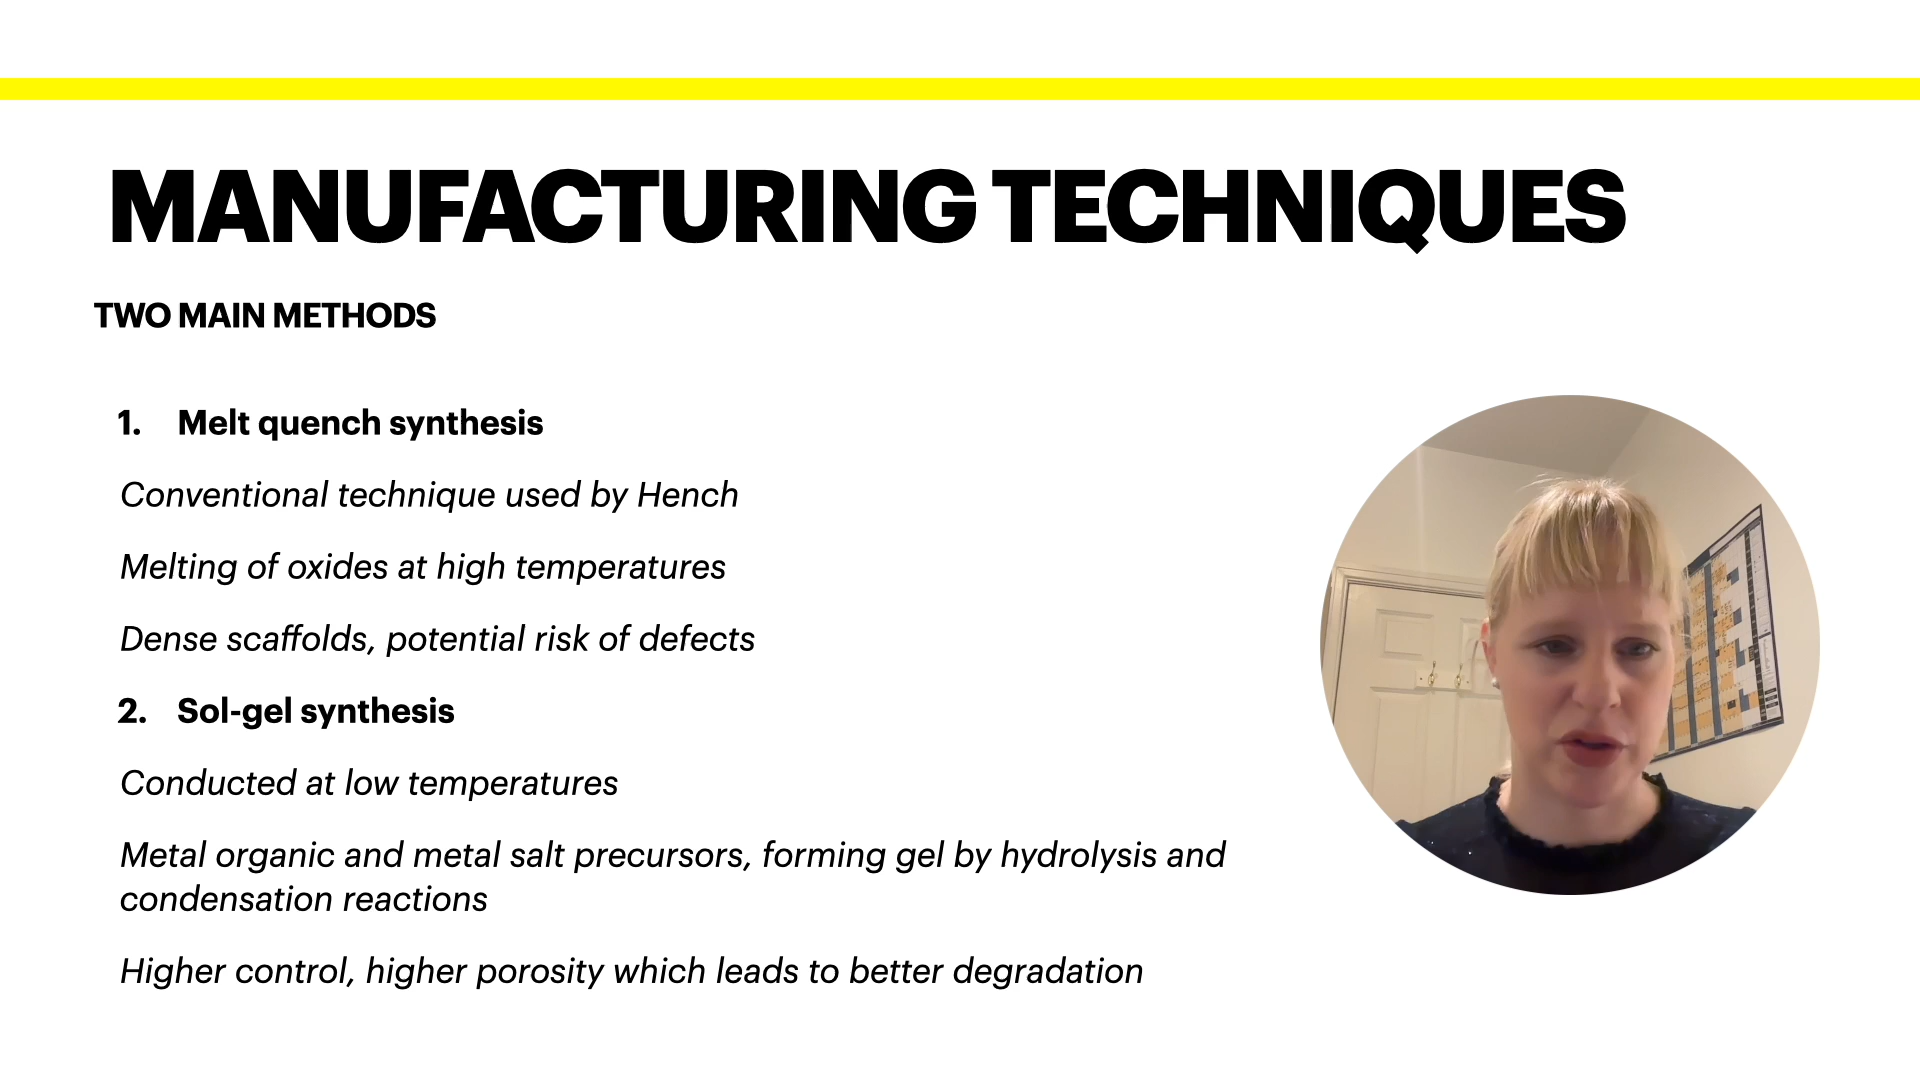 MANUFACTURING TECHNIQUES
TWO MAIN METHODS
1. Melt quench synthesis
Conventional technique used by Hench
Melting of oxides at high temperatures
Dense scaffolds, potential risk of defects
2. Sol-gel synthesis
Conducted at low temperatures
Metal organic and metal salt precursors, forming gel by hydrolysis and
condensation reactions
Higher control, higher porosity which leads to better degradation